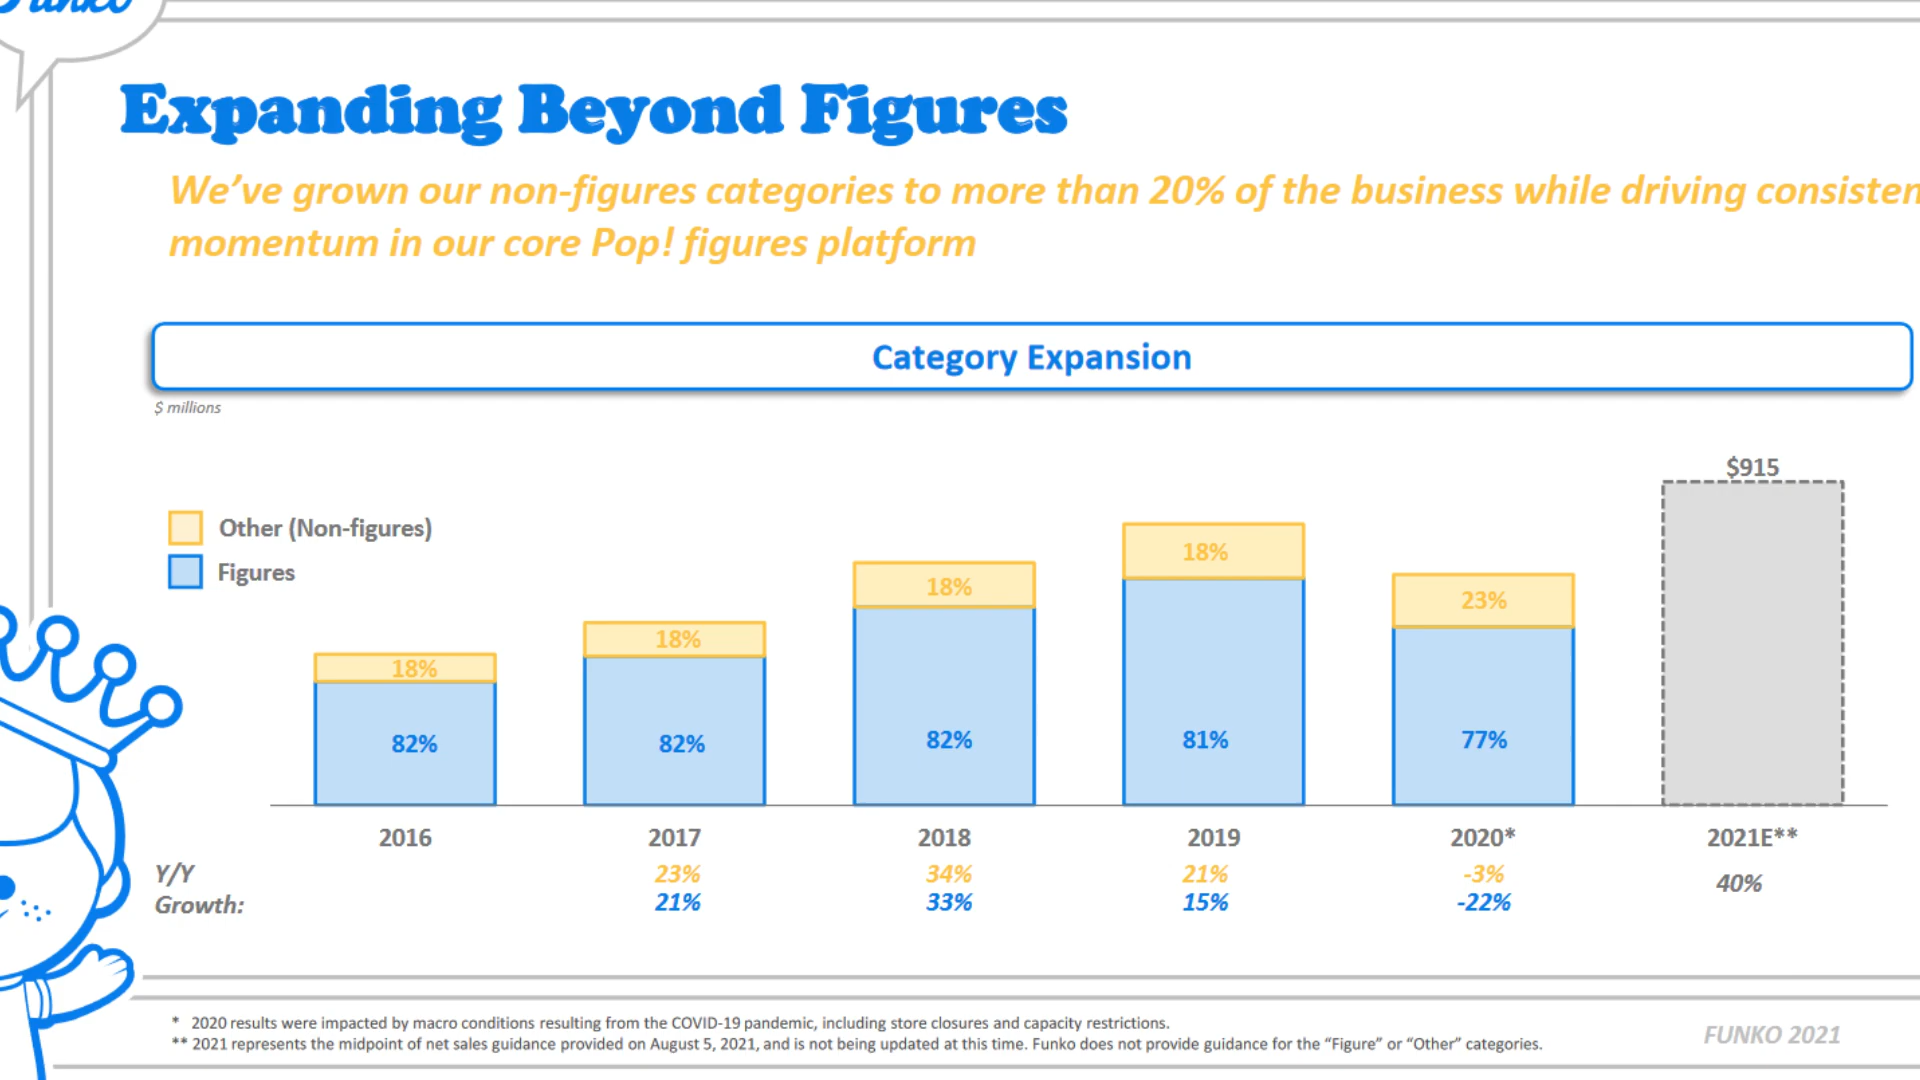 Funko
Expanding Beyond Figures
We've grown our non-figures categories to more than 20% of the business while driving consisten
momentum in our core Pop! figures platform
Category Expansion
$ millions
$915
Other (Non-figures)
Figures
18%
18%
18%
18%
23%
82%
82%
82%
81%
77%
2016
2017
2018
2019
2020*
2021E**
Y/Y
Growth:
23%
34%
21%
-3%
40%
21%
33%
15%
-22%
* 2020 results were impacted by macro conditions resulting from the COVID-19 pandemic, including store closures and capacity restrictions.
** 2021 represents the midpoint of net sales guidance provided on August 5, 2021, and is not being updated at this time. Funko does not provide guidance for the “Figure” or “Other” categories.
FUNKO 2021